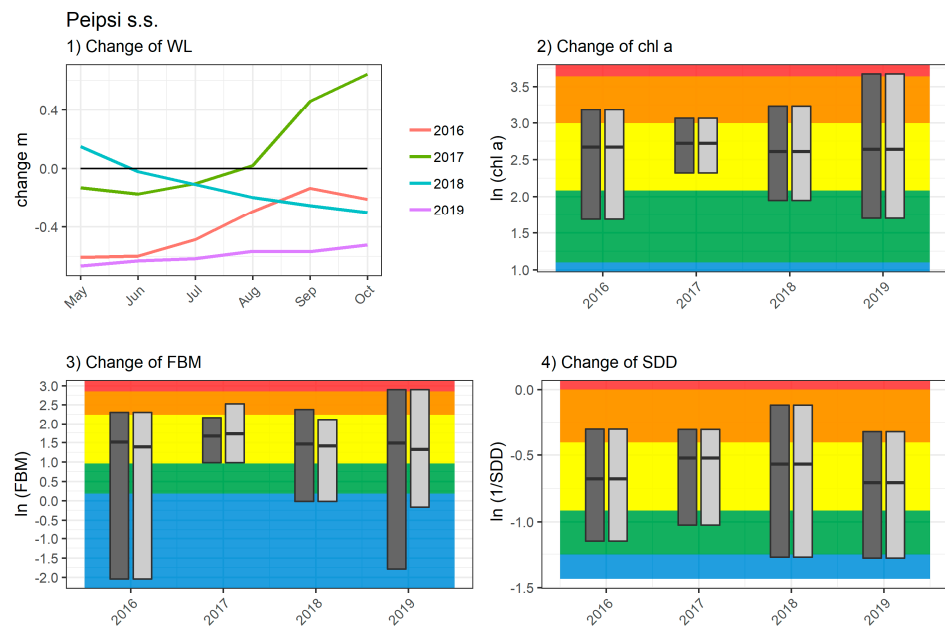 Peipsi s.s.
1) Change of WL
change m
0.4
0.0
-0.4
May
Jun
Jul
Aug
Sep
Oct
2016
2017
2018
2019
2) Change of chl a
ln (chl a)
3.5
3.0
2.5
2.0
1.5
1.0
2016
2017
2018
2019
3) Change of FBM
ln (FBM)
3.0
2.5
2.0
1.5
1.0
0.5
0.0
-0.5
-1.0
-1.5
-2.0
2016
2017
2018
2019
4) Change of SDD
ln (1/SDD)
0.0
-0.5
-1.0
-1.5
2016
2017
2018
2019